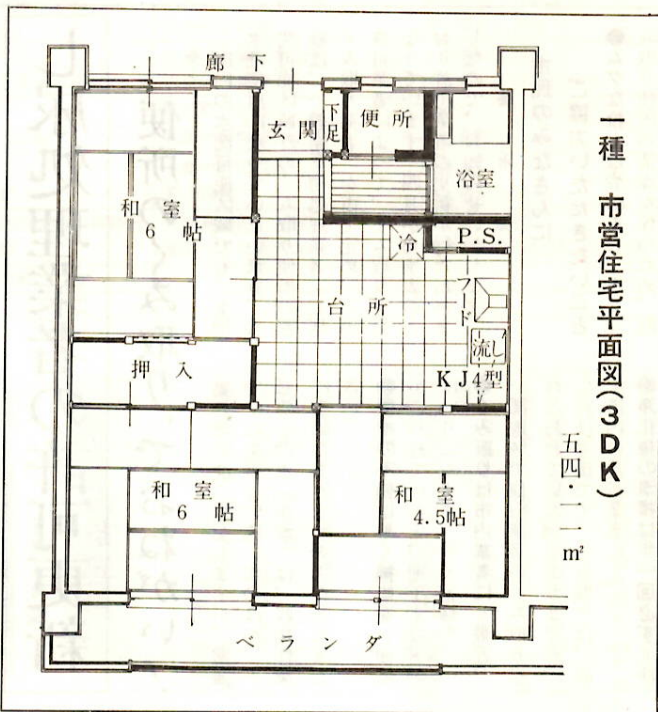 一種 市営住宅平面図(3DK)
五四・一一m²
廊下
玄関
下足
便所
浴室
和室
6帖
冷
P.S.
台所
フード
流し
KJ4型
押入
和室
6帖
和室
4.5帖
ベランダ